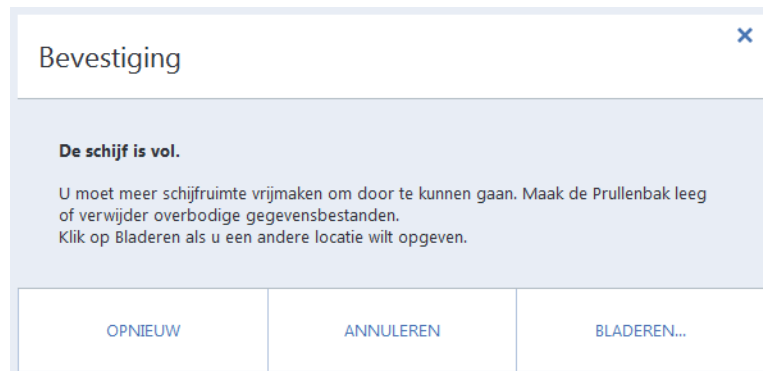 Bevestiging
De schijf is vol.
U moet meer schijfruimte vrijmaken om door te kunnen gaan. Maak de Prullenbak leeg
of verwijder overbodige gegevensbestanden.
Klik op Bladeren als u een andere locatie wilt opgeven.
OPNIEUW ANNULEREN BLADEREN...